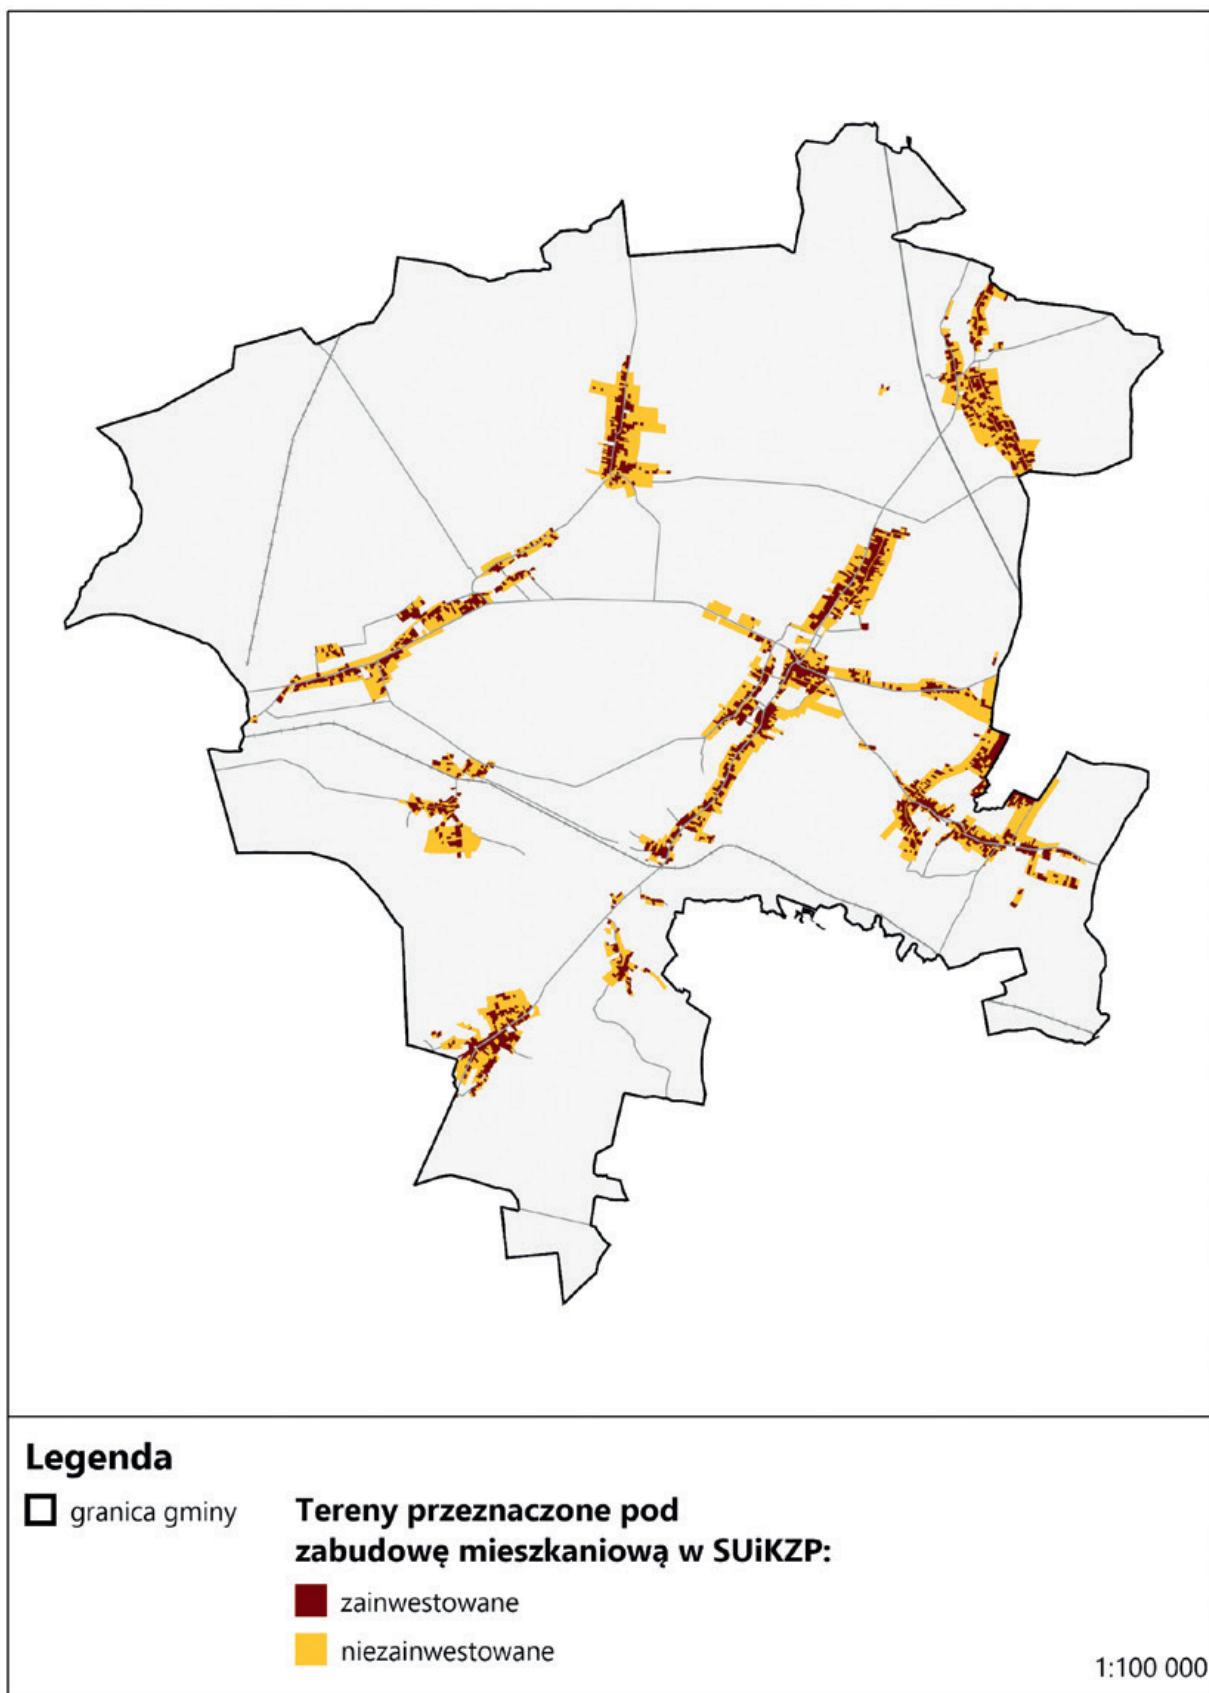 Legenda
granica gminy
Tereny przeznaczone pod
zabudowę mieszkaniową w SUiKZP:
zainwestowane
niezainwestowane
1:100 000